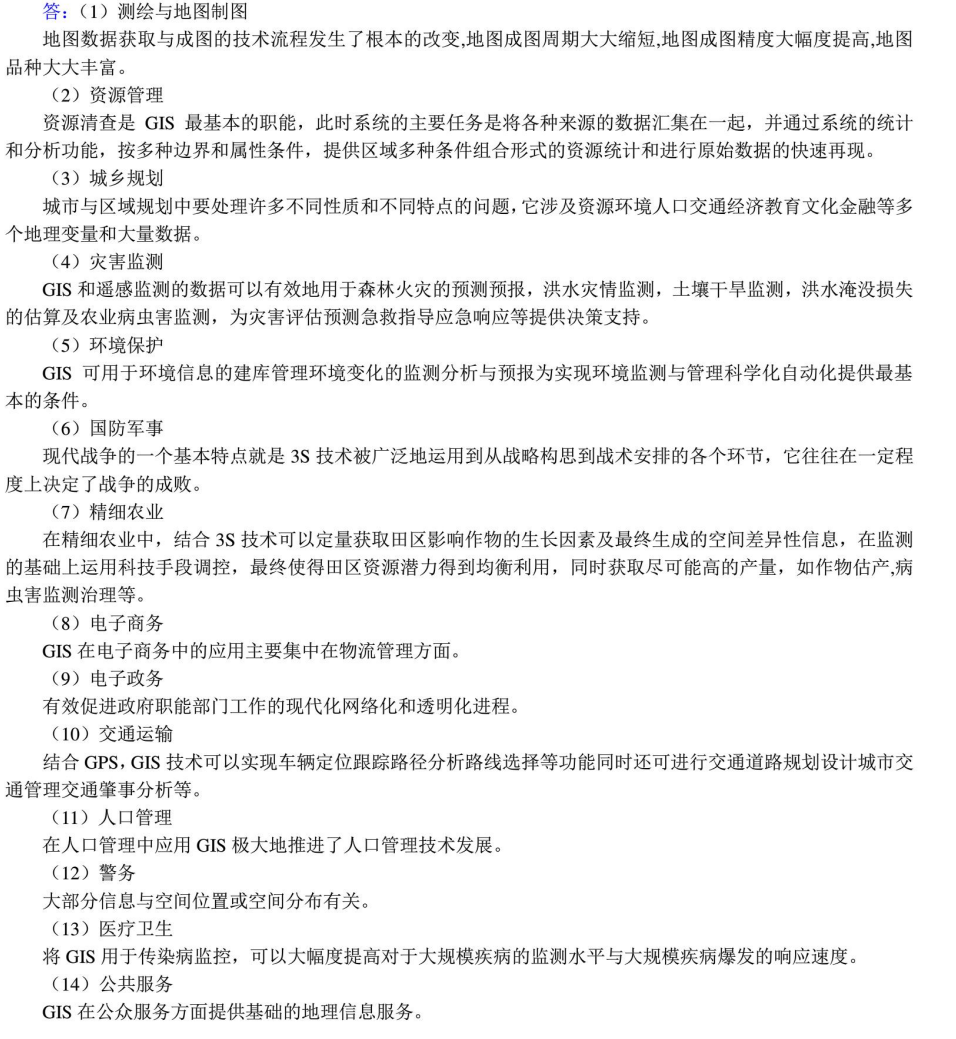 答：（1）测绘与地图制图
地图数据获取与成图的技术流程发生了根本的改变,地图成图周期大大缩短,地图成图精度大幅度提高,地图
品种大大丰富。
（2）资源管理
资源清查是 GIS 最基本的职能，此时系统的主要任务是将各种来源的数据汇集在一起，并通过系统的统计
和分析功能，按多种边界和属性条件，提供区域多种条件组合形式的资源统计和进行原始数据的快速再现。
（3）城乡规划
城市与区域规划中要处理许多不同性质和不同特点的问题，它涉及资源环境人口交通经济教育文化金融等多
个地理变量和大量数据。
（4）灾害监测
GIS 和遥感监测的数据可以有效地用于森林火灾的预测预报，洪水灾情监测，土壤干旱监测，洪水淹没损失
的估算及农业病虫害监测，为灾害评估预测急救指导应急响应等提供决策支持。
（5）环境保护
GIS 可用于环境信息的建库管理环境变化的监测分析与预报为实现环境监测与管理科学化自动化提供最基
本的条件。
（6）国防军事
现代战争的一个基本特点就是 3S 技术被广泛地运用到从战略构思到战术安排的各个环节，它往往在一定程
度上决定了战争的成败。
（7）精细农业
在精细农业中，结合 3S 技术可以定量获取田区影响作物的生长因素及最终生成的空间差异性信息，在监测
的基础上运用科技手段调控，最终使得田区资源潜力得到均衡利用，同时获取尽可能高的产量，如作物估产,病
虫害监测治理等。
（8）电子商务
GIS 在电子商务中的应用主要集中在物流管理方面。
（9）电子政务
有效促进政府职能部门工作的现代化网络化和透明化进程。
（10）交通运输
结合 GPS，GIS 技术可以实现车辆定位跟踪路径分析路线选择等功能同时还可进行交通道路规划设计城市交
通管理交通肇事分析等。
（11）人口管理
在人口管理中应用 GIS 极大地推进了人口管理技术发展。
（12）警务
大部分信息与空间位置或空间分布有关。
（13）医疗卫生
将 GIS 用于传染病监控，可以大幅度提高对于大规模疾病的监测水平与大规模疾病爆发的响应速度。
（14）公共服务
GIS 在公众服务方面提供基础的地理信息服务。